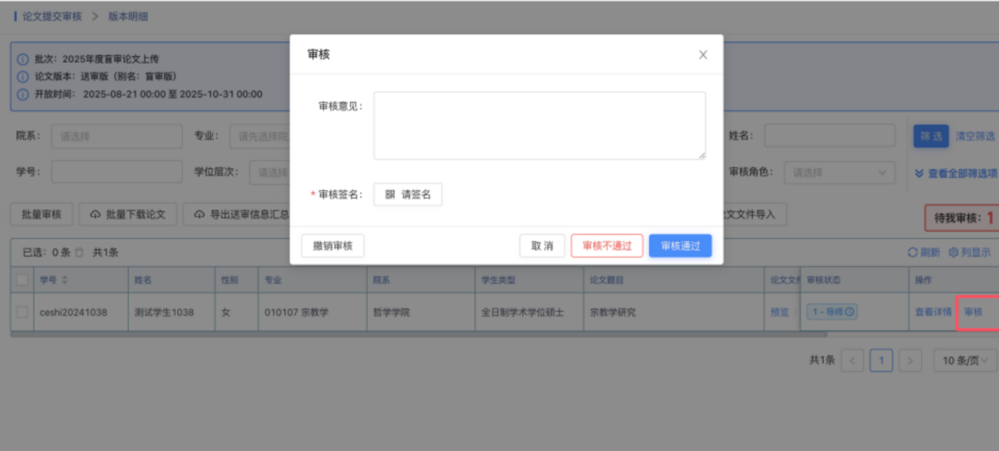 论文提交审核 > 版本明细
批次：2025年度盲审论文上传
论文版本：送审版（别名：盲审版）
开放时间： 2025-08-21 00:00 至 2025-10-31 00:00
审核
审核意见：
* 审核签名： 请签名
撤销审核 取 消 审核不通过 审核通过
院系： 请选择 专业： 请先选择院 姓名： 筛 选 清空筛选
学号： 学位层次： 请选择 审核角色： 请选择 查看全部筛选项
批量审核 批量下载论文 导出送审信息汇总 文文件导入 待我审核：1
已选：0 条 共1条 刷新 列显示
学号 姓名 性别 专业 院系 学生类型 论文题目 论文文件 审核状态 操作
ceshi20241038 测试学生1038 女 010107 宗教学 哲学学院 全日制学术学位硕士 宗教学研究 预览 1 - 导师 查看详情 审核
共1条 < 1 > 10 条/页